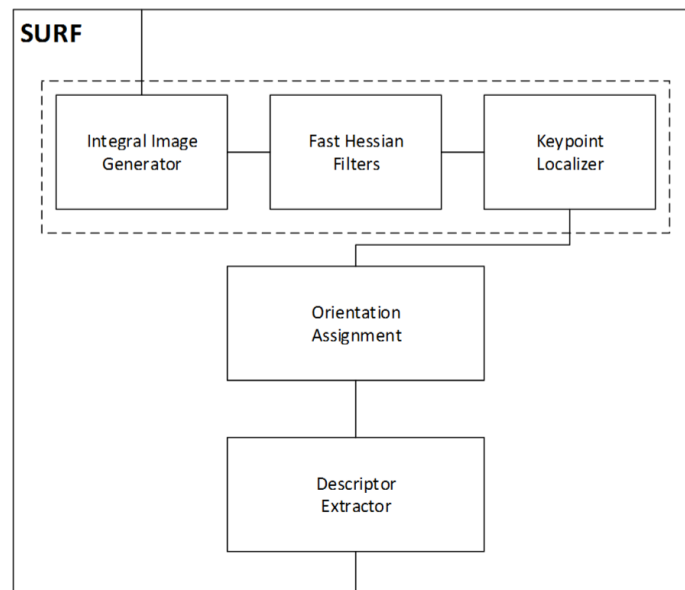 SURF
Integral Image
Generator
Fast Hessian
Filters
Keypoint
Localizer
Orientation
Assignment
Descriptor
Extractor